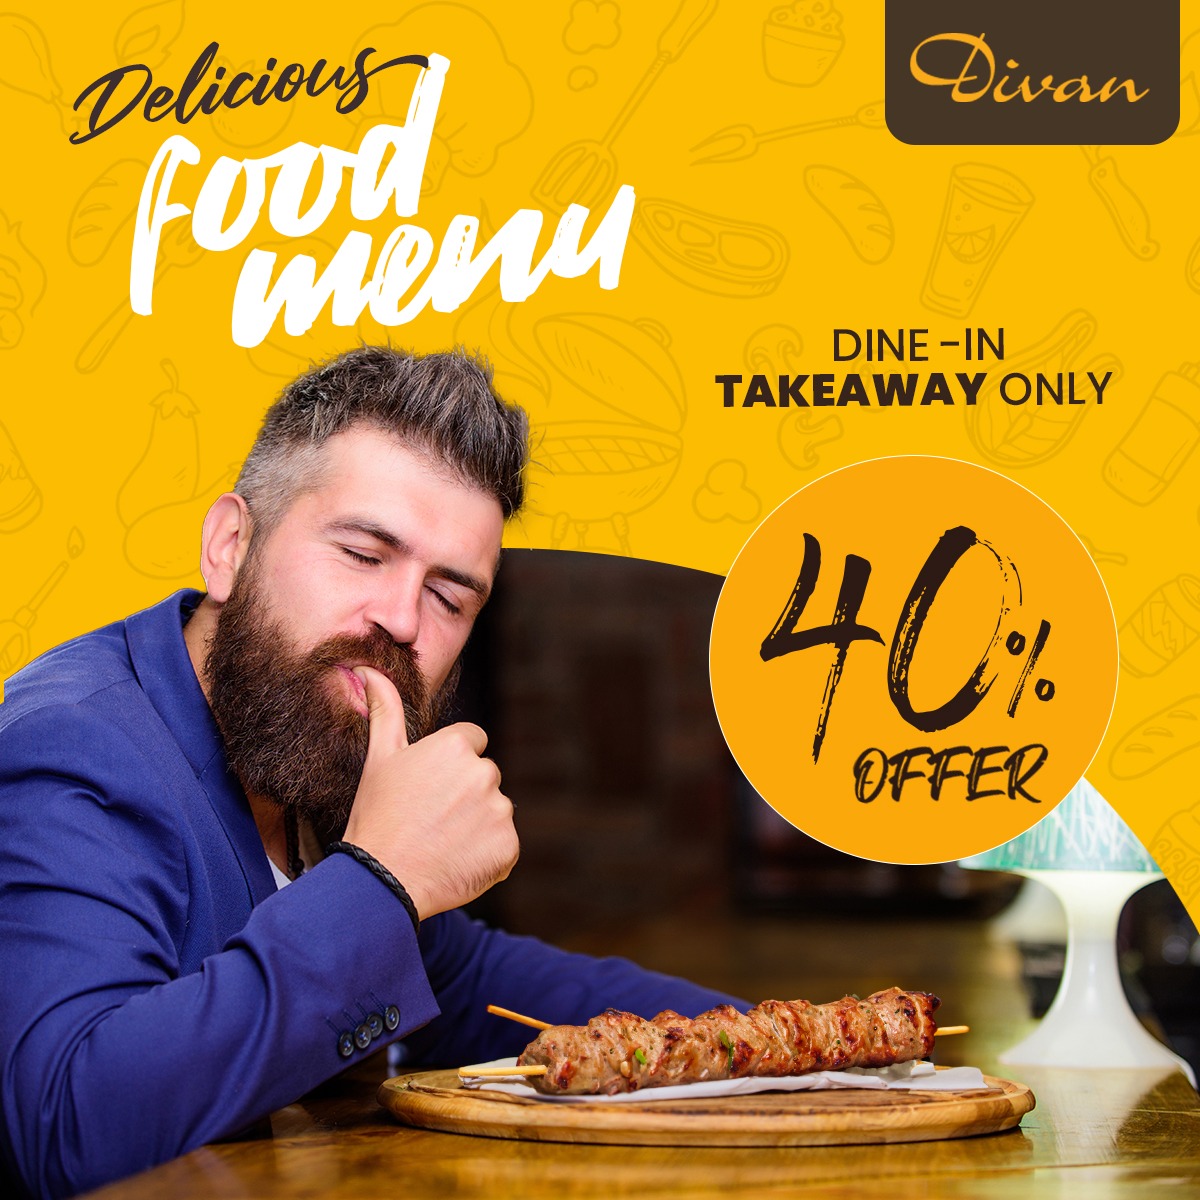 Delicious
food
menu
Divan
DINE -IN
TAKEAWAY ONLY
40%
OFFER